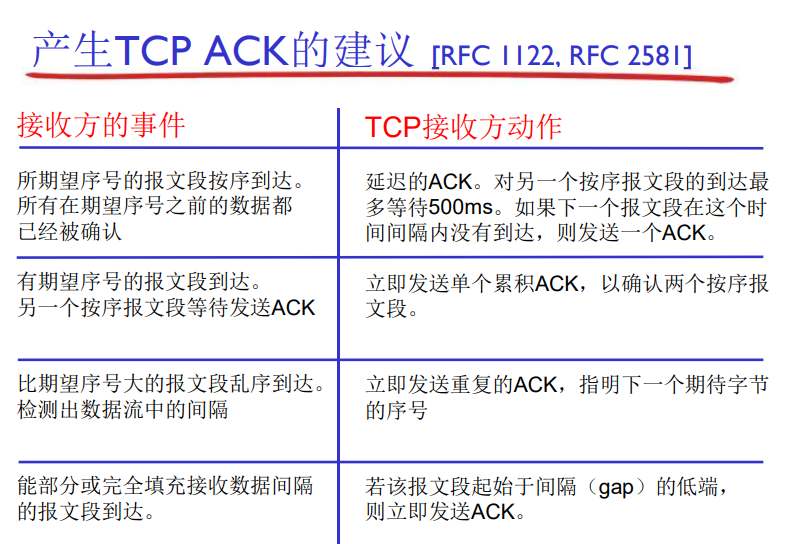 产生TCP ACK的建议 [RFC 1122, RFC 2581]
接收方的事件
TCP接收方动作
所期望序号的报文段按序到达。
所有在期望序号之前的数据都
已经被确认
延迟的ACK。对另一个按序报文段的到达最
多等待500ms。如果下一个报文段在这个时
间间隔内没有到达，则发送一个ACK。
有期望序号的报文段到达。
另一个按序报文段等待发送ACK
立即发送单个累积ACK，以确认两个按序报
文段。
比期望序号大的报文段乱序到达。
检测出数据流中的间隔
立即发送重复的ACK，指明下一个期待字节
的序号
能部分或完全填充接收数据间隔
的报文段到达。
若该报文段起始于间隔（gap）的低端，
则立即发送ACK。